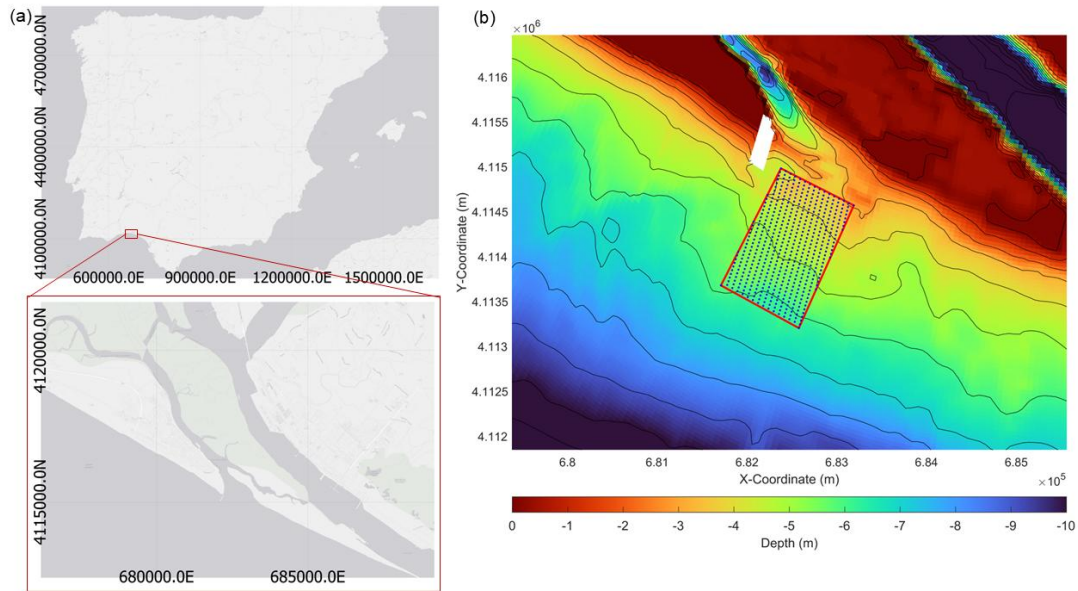 (a)
4700000.0N
4400000.0N
4100000.0N
600000.0E
900000.0E
1200000.0E
1500000.0E
4120000.0N
4115000.0N
680000.0E
685000.0E
(b)
×10⁶
4.116
4.1155
4.115
4.1145
4.114
4.1135
4.113
4.1125
4.112
Y-Coordinate (m)
6.8
6.81
6.82
6.83
6.84
6.85
X-Coordinate (m)
×10⁵
0
-1
-2
-3
-4
-5
-6
-7
-8
-9
-10
Depth (m)